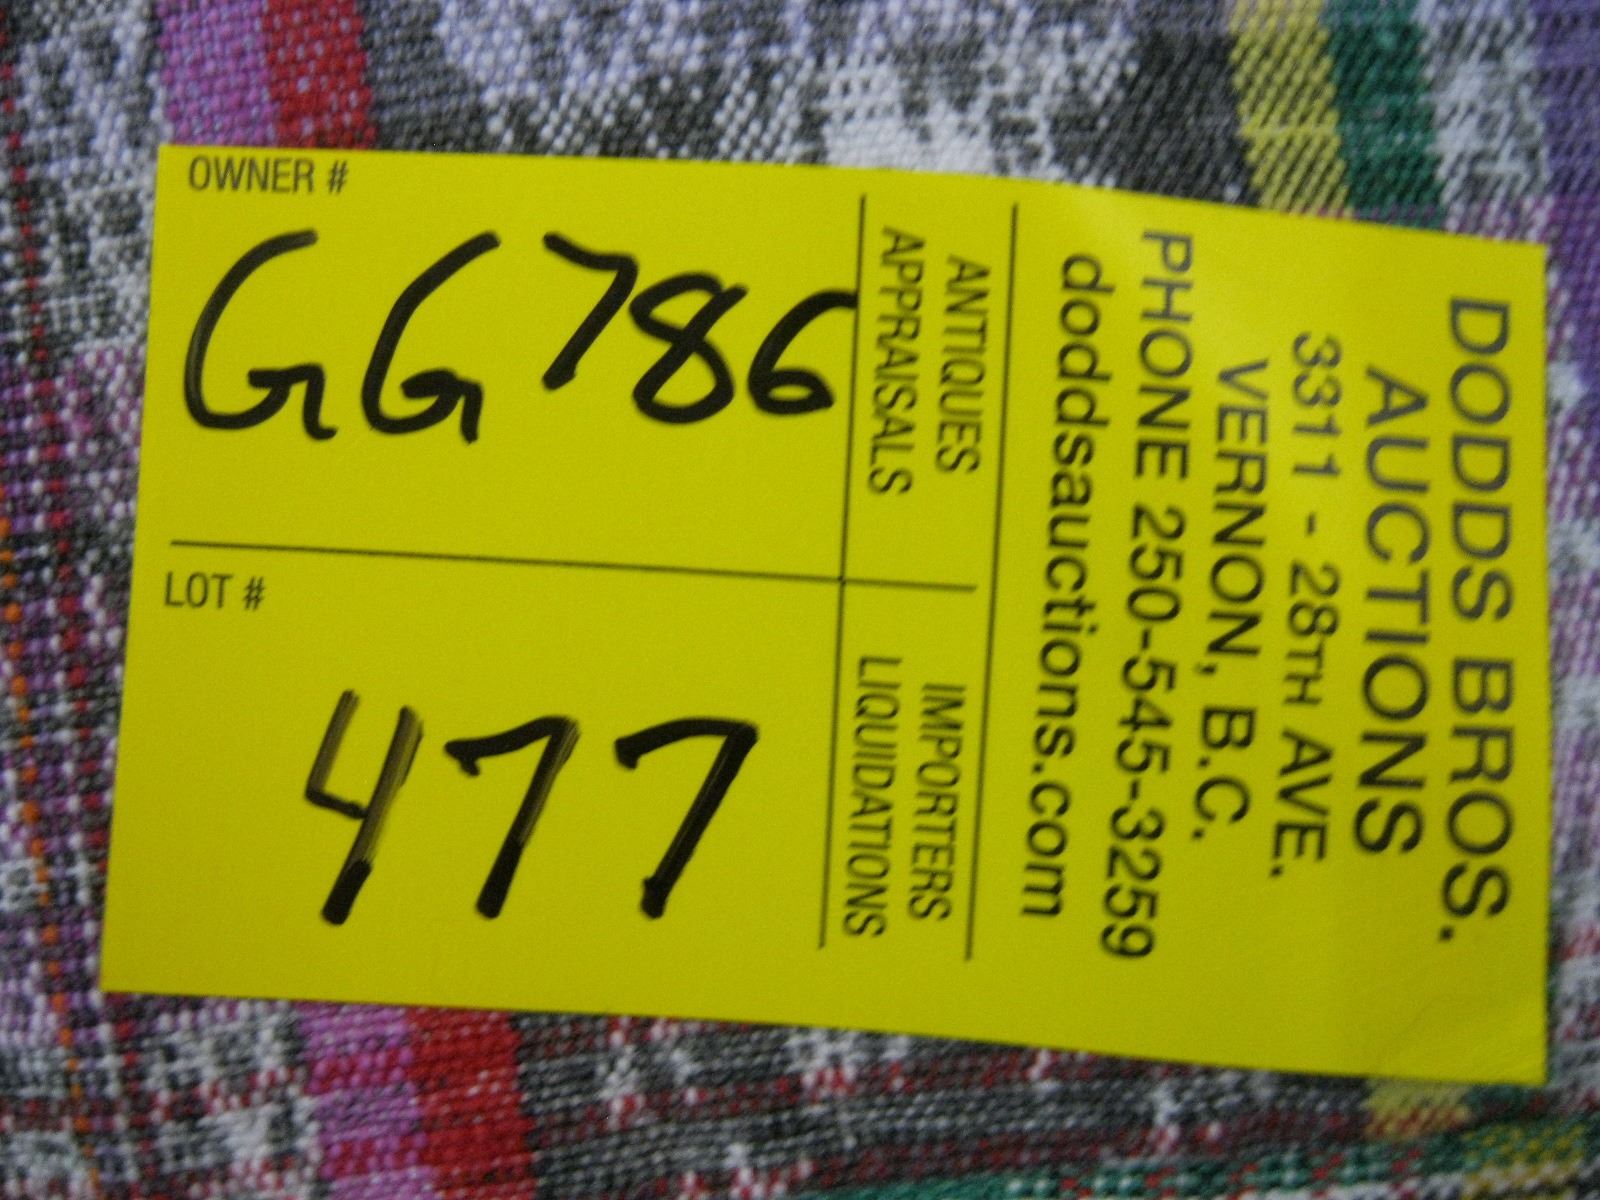 OWNER #
GG786
LOT #
477
ANTIQUES
APPRAISALS
IMPORTERS
LIQUIDATIONS
DODDS BROS.
AUCTIONS
3311 - 28TH AVE.
VERNON, B.C.
PHONE 250-545-3259
doddsauctions.com